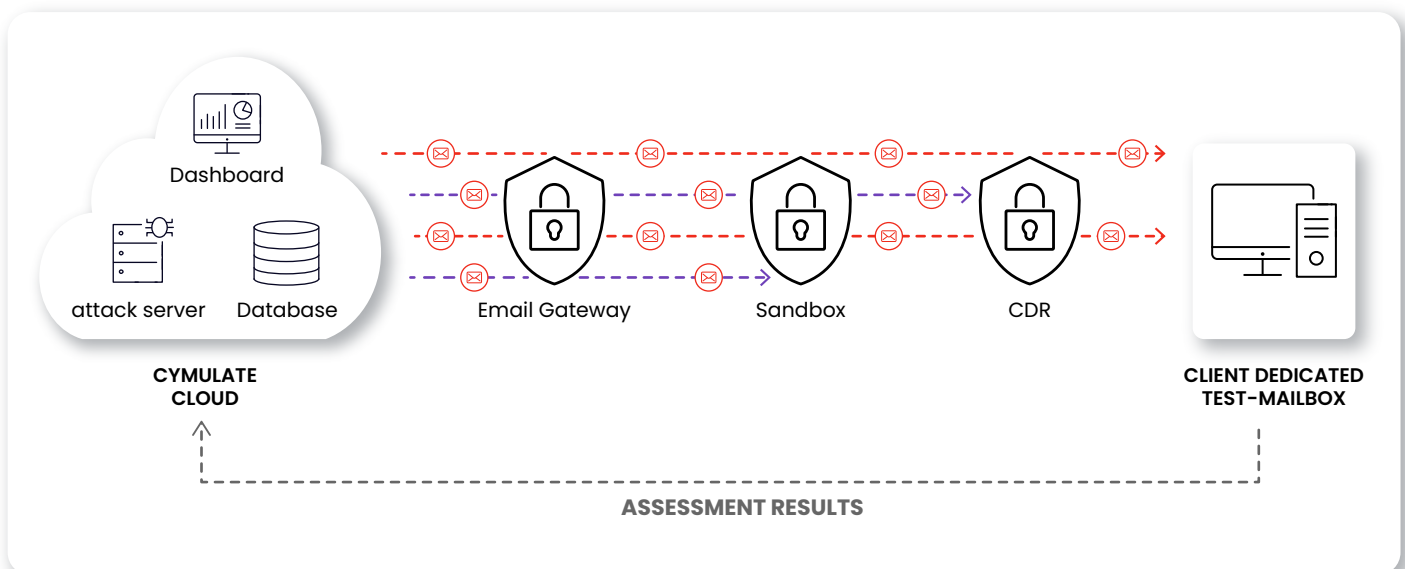 Dashboard
attack server
Database
Email Gateway
Sandbox
CDR
CYMULATE
CLOUD
CLIENT DEDICATED
TEST-MAILBOX
ASSESSMENT RESULTS